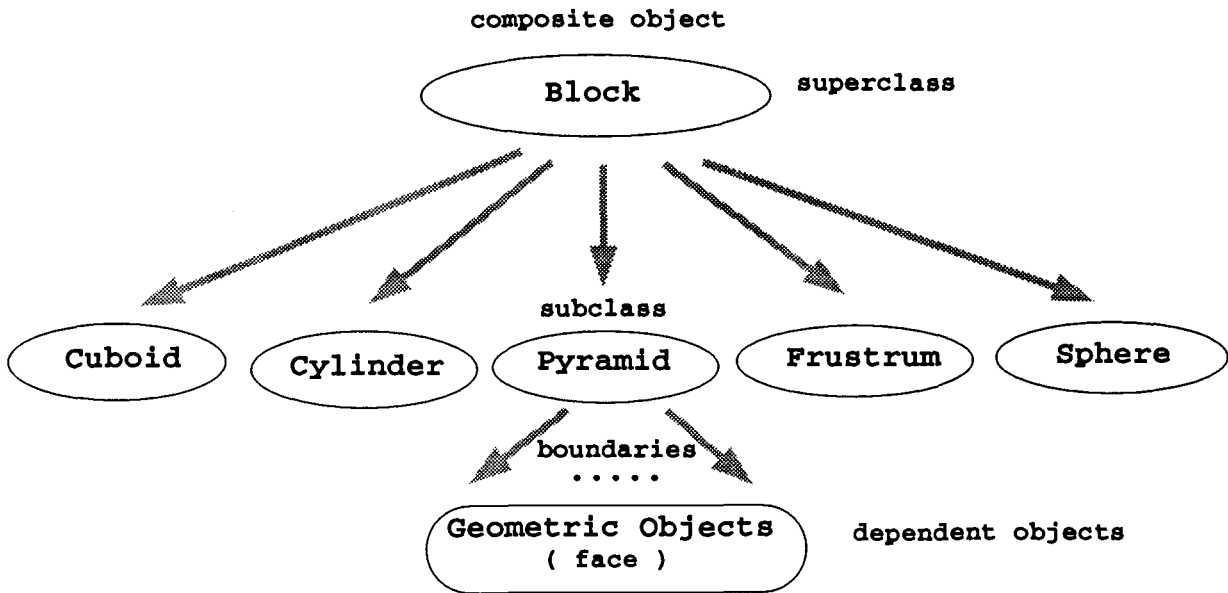 composite object
Block
superclass
subclass
Cuboid
Cylinder
Pyramid
Frustrum
Sphere
boundaries
.....
Geometric Objects
( face )
dependent objects